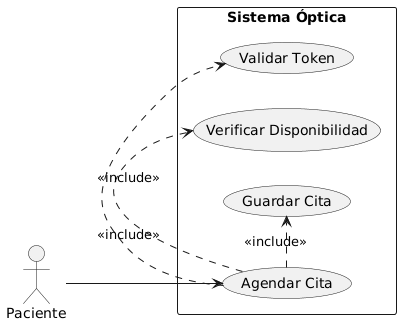 Sistema Óptica
Validar Token
Verificar Disponibilidad
«include»
Guardar Cita
«include»
«include»
Agendar Cita
Paciente